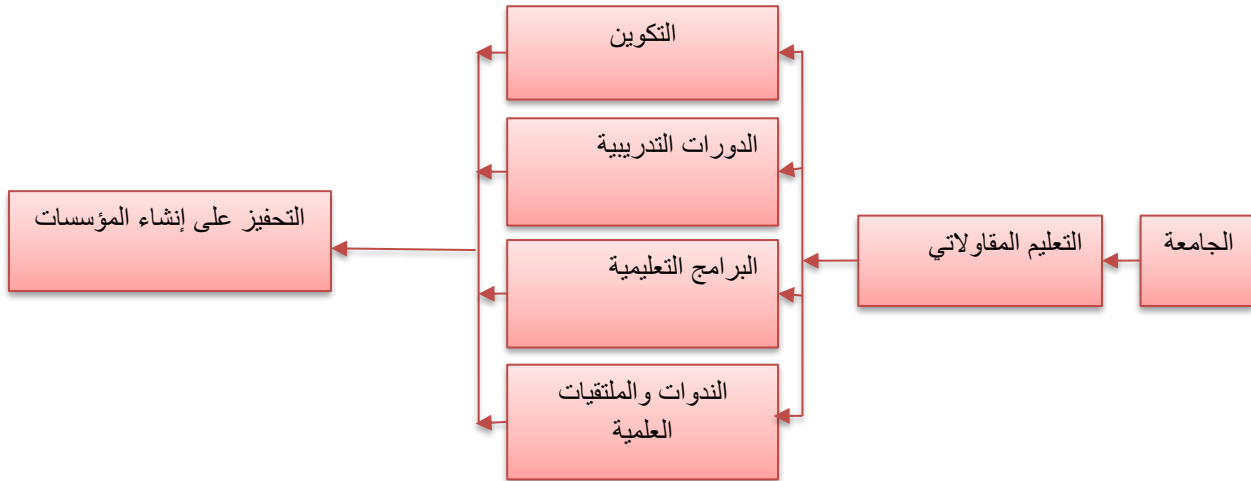 الجامعة
التعليم المقاولاتي
التكوين
الدورات التدريبية
البرامج التعليمية
الندوات والملتقيات
العلمية
التحفيز على إنشاء المؤسسات